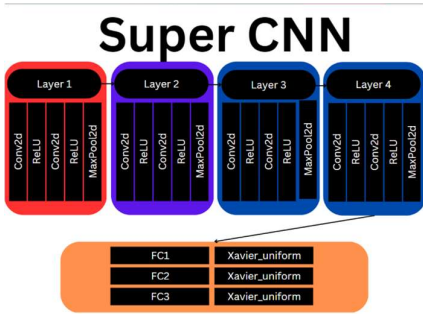 Super CNN
Layer 1
Layer 2
Layer 3
Layer 4
Conv2d
ReLU
Conv2d
ReLU
MaxPool2d
Conv2d
ReLU
Conv2d
ReLU
MaxPool2d
Conv2d
ReLU
Conv2d
ReLU
MaxPool2d
Conv2d
ReLU
Conv2d
ReLU
MaxPool2d
FC1 Xavier_uniform
FC2 Xavier_uniform
FC3 Xavier_uniform